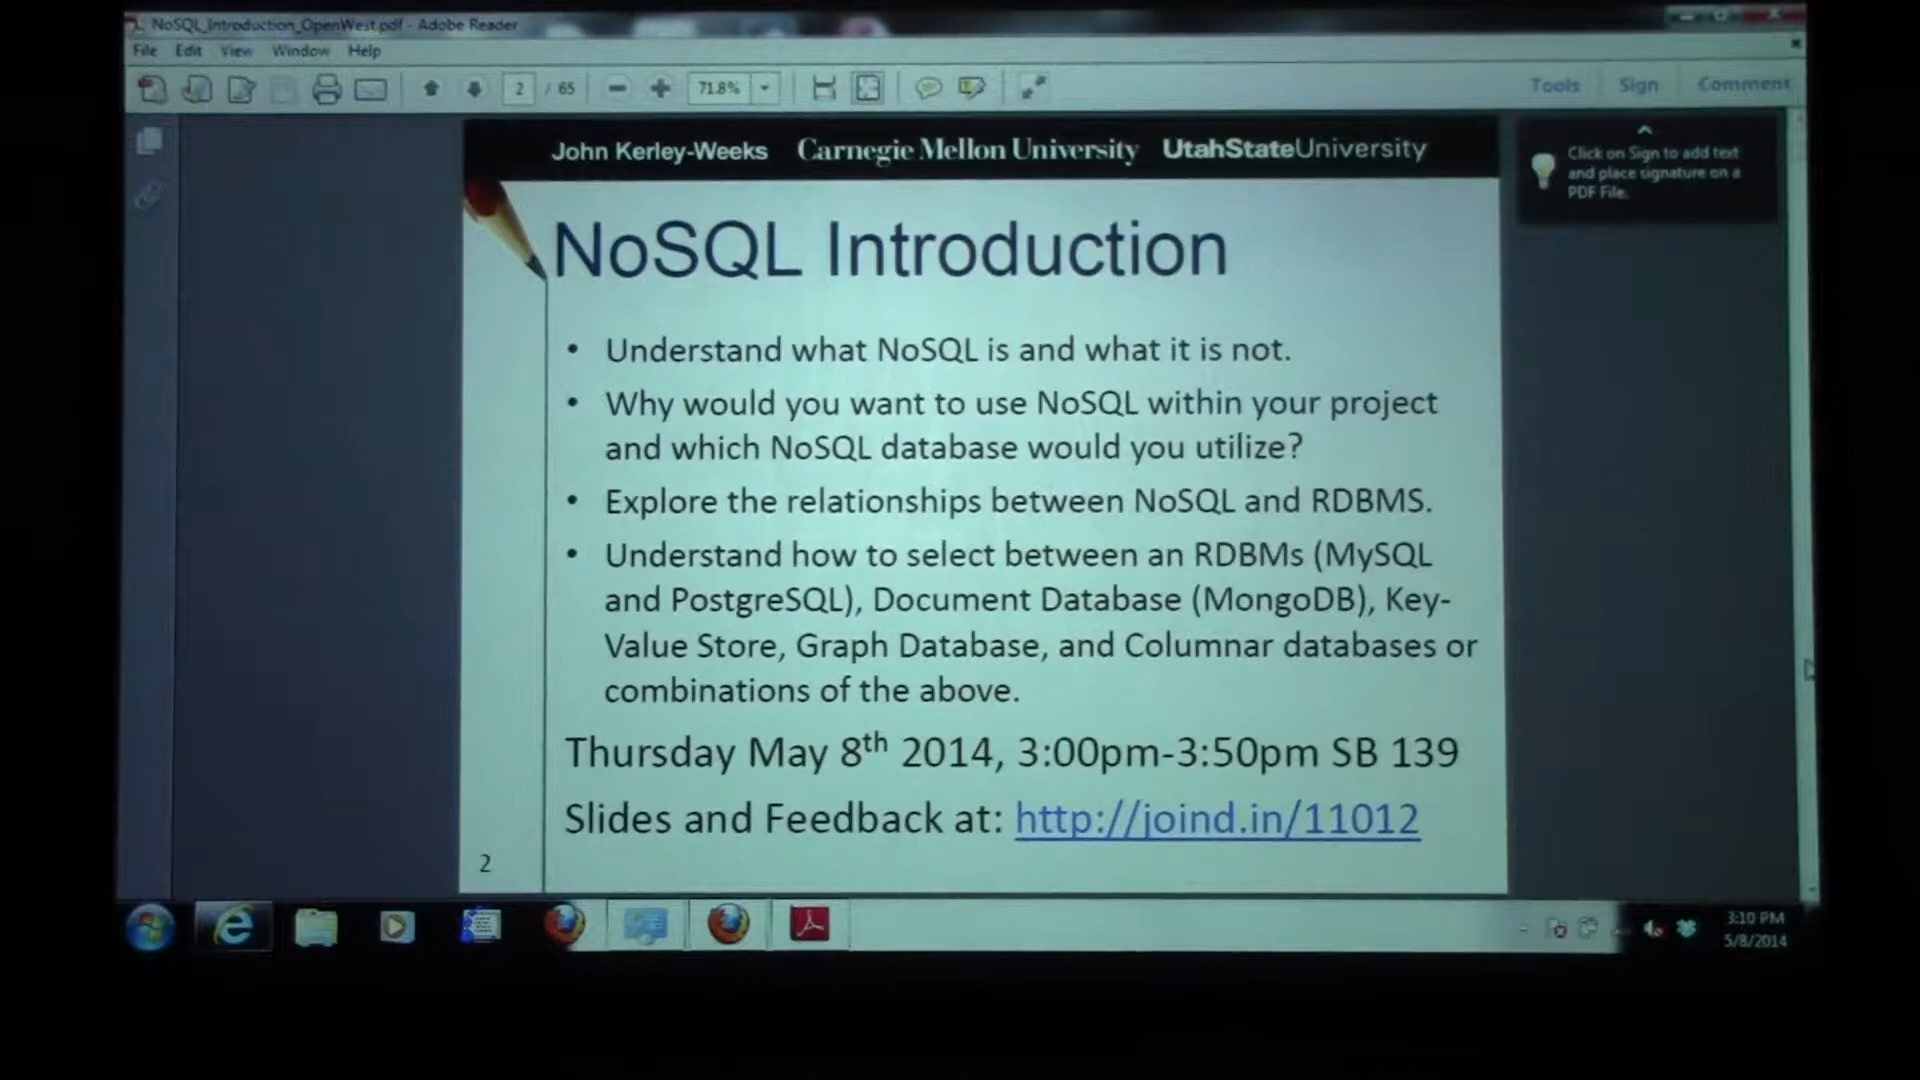 NoSQL_Introduction_OpenWest.pdf - Adobe Reader
File Edit View Window Help
2 / 65 71.8% Tools Sign Comment
John Kerley-Weeks Carnegie Mellon University UtahStateUniversity
Click on Sign to add text
and place signature on a
PDF File.
NoSQL Introduction
• Understand what NoSQL is and what it is not.
• Why would you want to use NoSQL within your project
and which NoSQL database would you utilize?
• Explore the relationships between NoSQL and RDBMS.
• Understand how to select between an RDBMs (MySQL
and PostgreSQL), Document Database (MongoDB), Key-
Value Store, Graph Database, and Columnar databases or
combinations of the above.
Thursday May 8th 2014, 3:00pm-3:50pm SB 139
Slides and Feedback at: http://joind.in/11012
2
3:10 PM
5/8/2014